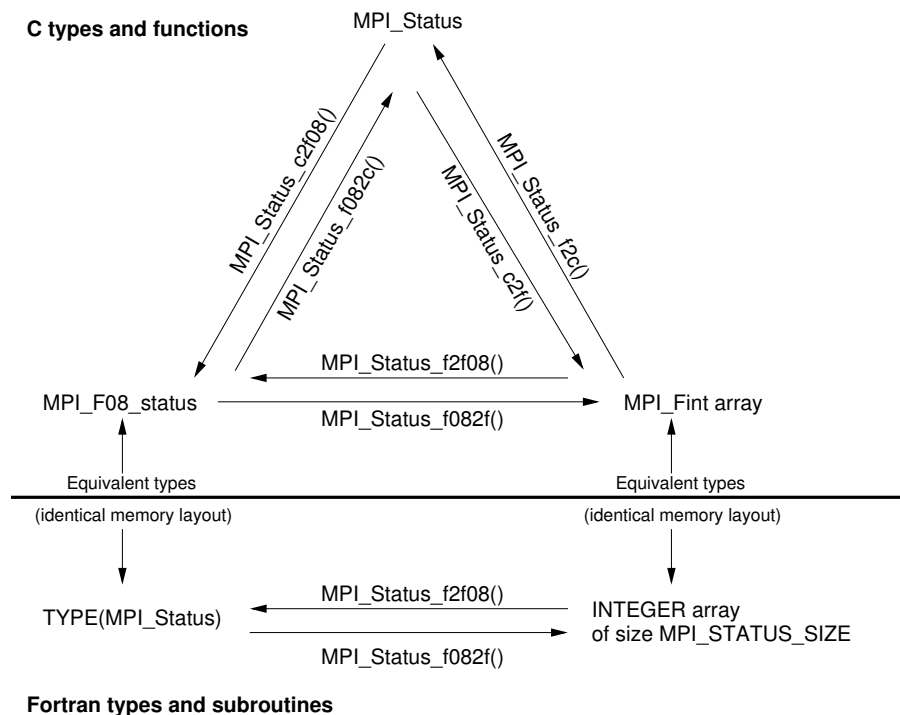 MPI_Status
C types and functions
MPI_Status_c2f08()
MPI_Status_f082c()
MPI_Status_c2f()
MPI_Status_f2c()
MPI_Status_f2f08()
MPI_F08_status
MPI_Fint array
MPI_Status_f082f()
Equivalent types
Equivalent types
(identical memory layout)
(identical memory layout)
MPI_Status_f2f08()
TYPE(MPI_Status)
INTEGER array
of size MPI_STATUS_SIZE
MPI_Status_f082f()
Fortran types and subroutines